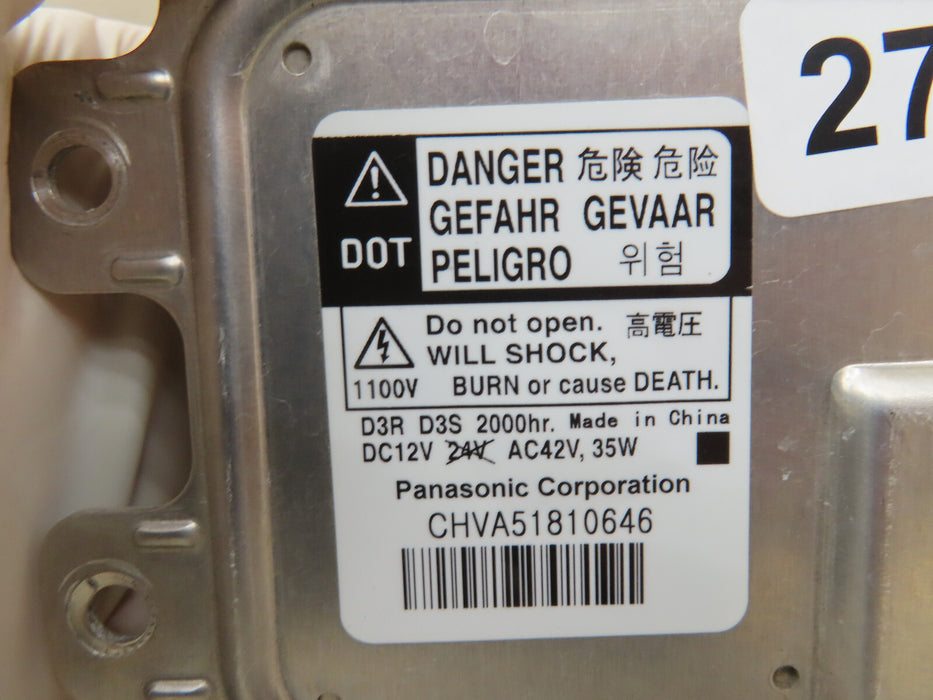 27
DANGER 危険 危险
GEFAHR GEVAAR
DOT
PELIGRO 위험
Do not open. 高電圧
WILL SHOCK,
1100V BURN or cause DEATH.
D3R D3S 2000hr. Made in China
DC12V 24V AC42V, 35W
Panasonic Corporation
CHVA51810646